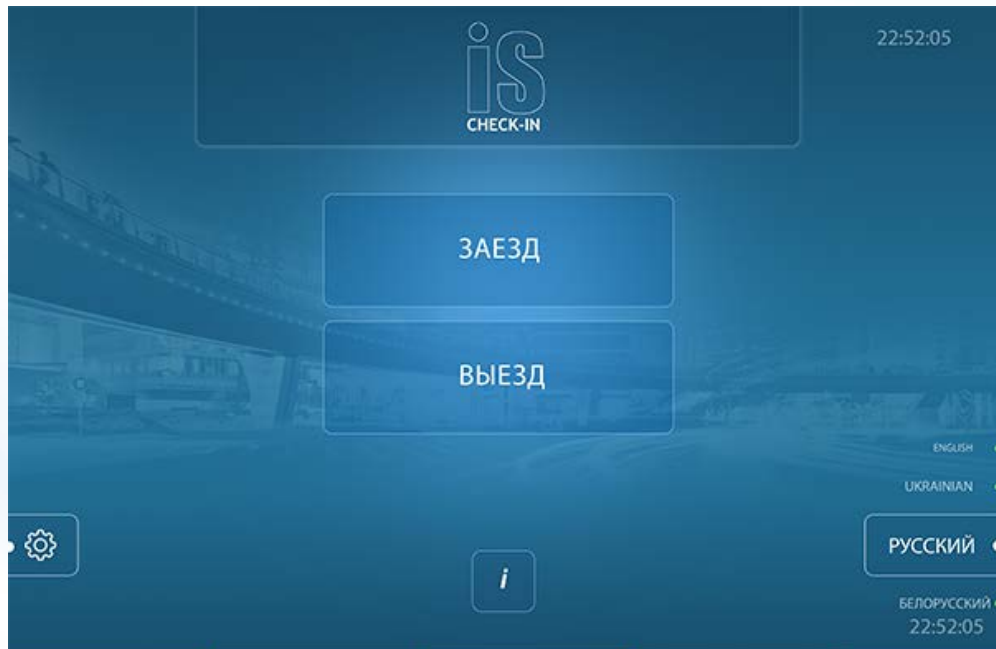 22:52:05
iS
CHECK-IN
ЗАЕЗД
ВЫЕЗД
ENGLISH
UKRAINIAN
РУССКИЙ
i
БЕЛОРУССКИЙ
22:52:05